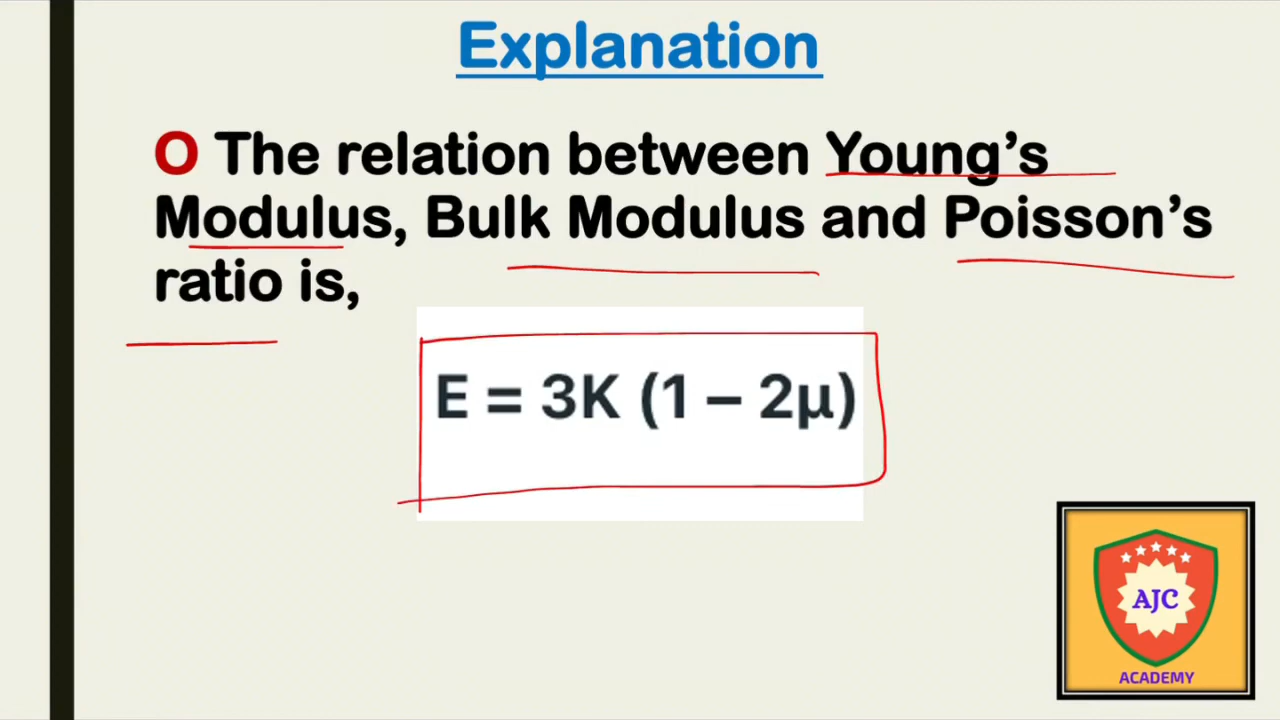 Explanation
O The relation between Young’s
Modulus, Bulk Modulus and Poisson’s
ratio is,
E = 3K (1 – 2μ)
AJC
ACADEMY